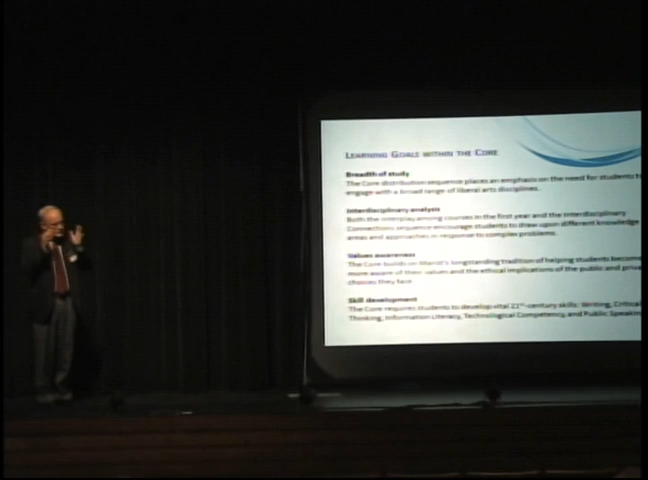 LEARNING GOALS WITHIN THE CORE
Breadth of study
The Core distribution sequence places an emphasis on the need for students to
engage with a broad range of liberal arts disciplines.
Interdisciplinary analysis
Both the interplay among courses in the first year and the Interdisciplinary
Connections sequence encourage students to draw upon different knowledge
areas and approaches in response to complex problems.
Values awareness
The Core builds on Marist's longstanding tradition of helping students become
more aware of their values and the ethical implications of the public and priva
choices they face
Skill development
The Core requires students to develop vital 21st-century skills: Writing, Critical
Thinking, Information Literacy, Technological Competency, and Public Speakin